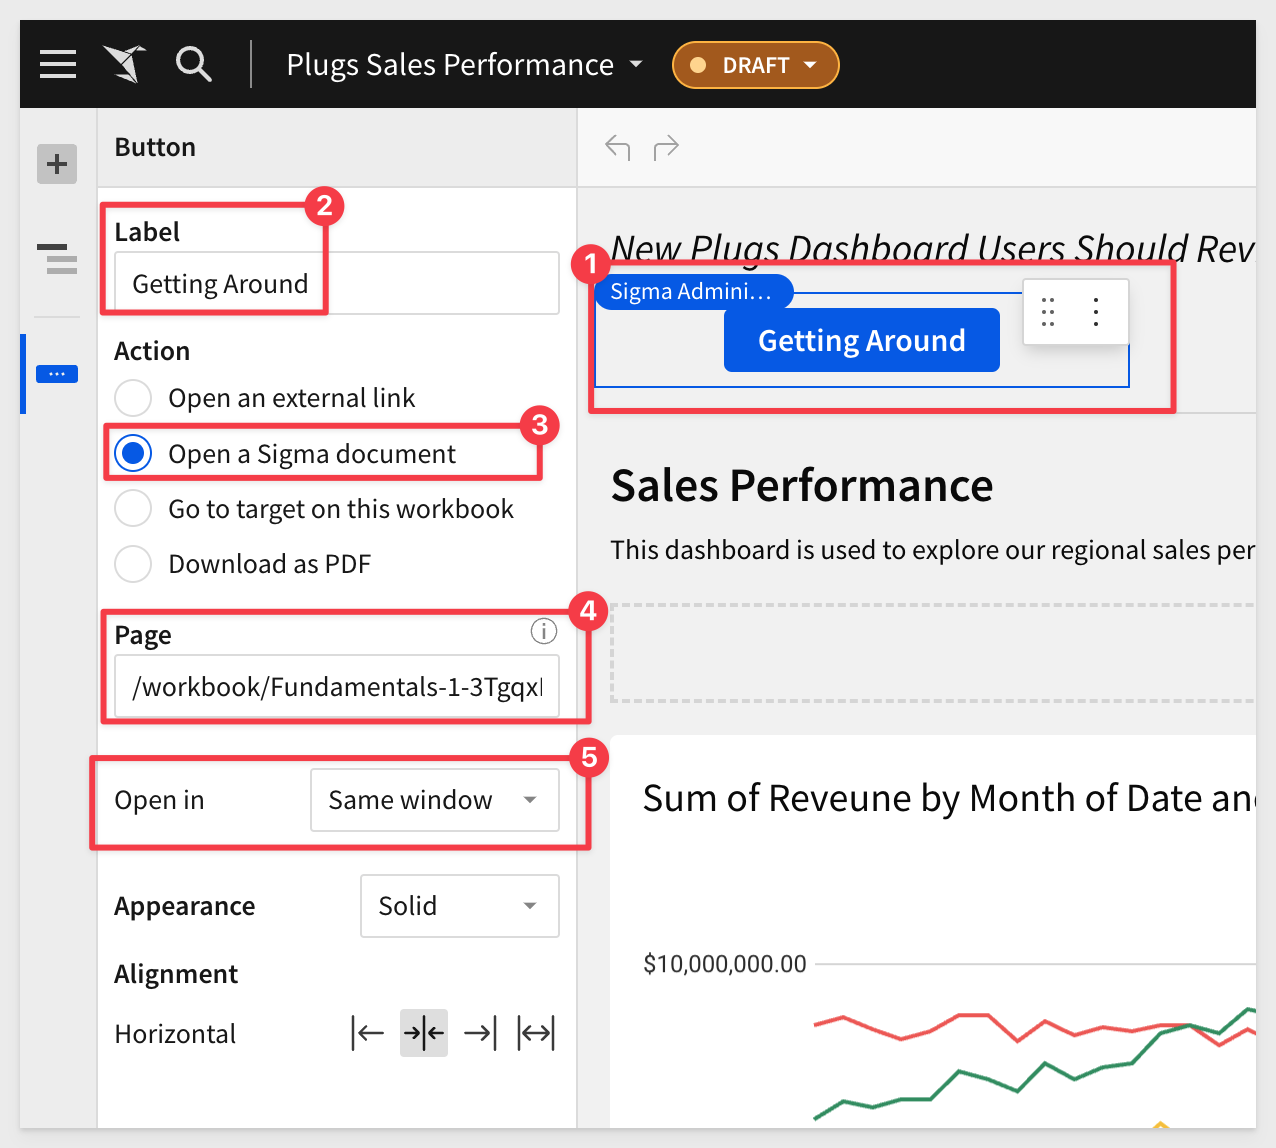 Plugs Sales Performance
DRAFT
Button
2
Label
Getting Around
Action
Open an external link
3
Open a Sigma document
Go to target on this workbook
Download as PDF
4
Page
/workbook/Fundamentals-1-3Tgqx
5
Open in
Same window
Appearance
Solid
Alignment
Horizontal
New Plugs Dashboard Users Should Rev
1
Sigma Admini...
Getting Around
Sales Performance
This dashboard is used to explore our regional sales per
Sum of Reveune by Month of Date and
$10,000,000.00